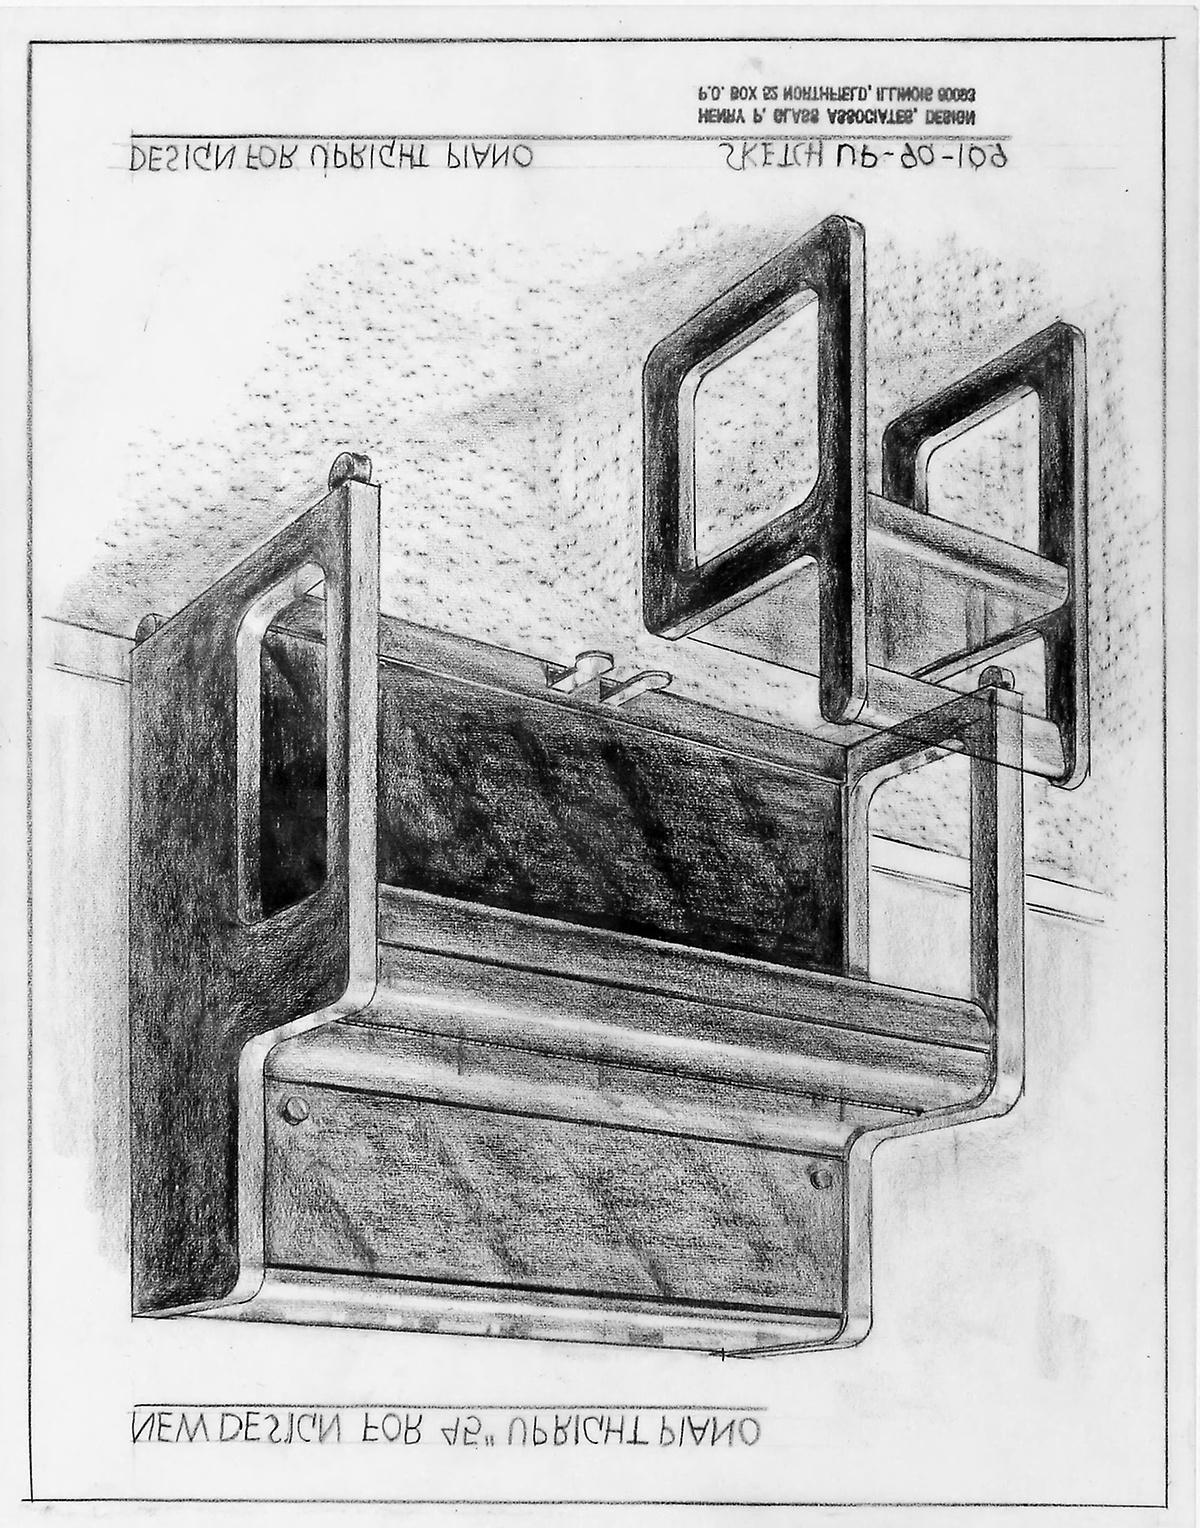 NEW DESIGN FOR 45" UPRIGHT PIANO
DESIGN FOR UPRIGHT PIANO
SKETCH UP-90-109
HENRY P. GLASS ASSOCIATES, DESIGN
P.O. BOX 52 NORTHFIELD, ILLINOIS 60093